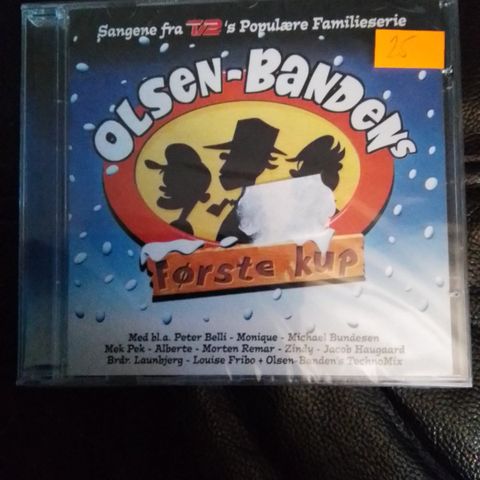 Sangene fra TV2's Populære Familieserie
25
OLSEN-BANDENS
Første kup
Med bl.a. Peter Belli - Monique - Michael Bundesen
Mek Pek - Alberte - Morten Remar - Zindy - Jacob Haugaard
Brdr. Launbjerg - Louise Fribo + Olsen-Banden's TechnoMix